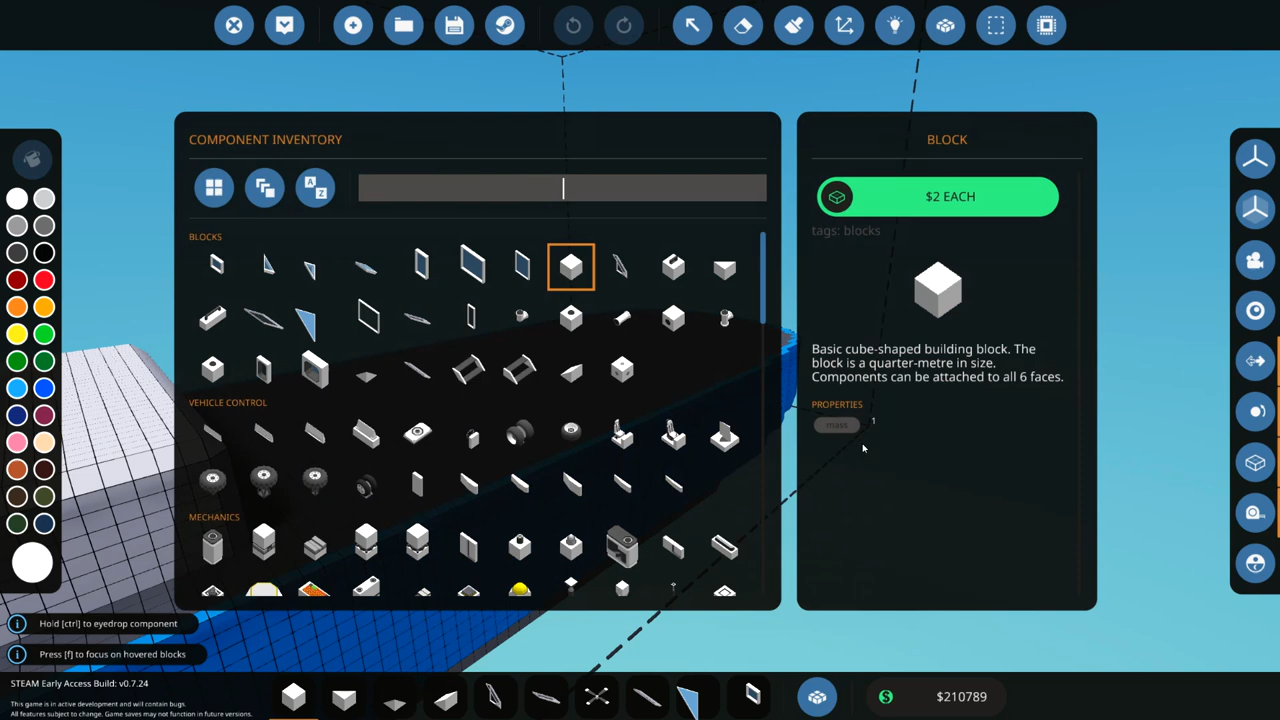 COMPONENT INVENTORY
BLOCK
A
Z
$2 EACH
tags: blocks
BLOCKS
Basic cube-shaped building block. The
block is a quarter-metre in size.
Components can be attached to all 6 faces.
PROPERTIES
mass 1
VEHICLE CONTROL
MECHANICS
Hold [ctrl] to eyedrop component
Press [f] to focus on hovered blocks
STEAM Early Access Build: v0.7.24
This game is in active development and will contain bugs.
All features subject to change. Game saves may not function in future versions.
$210789